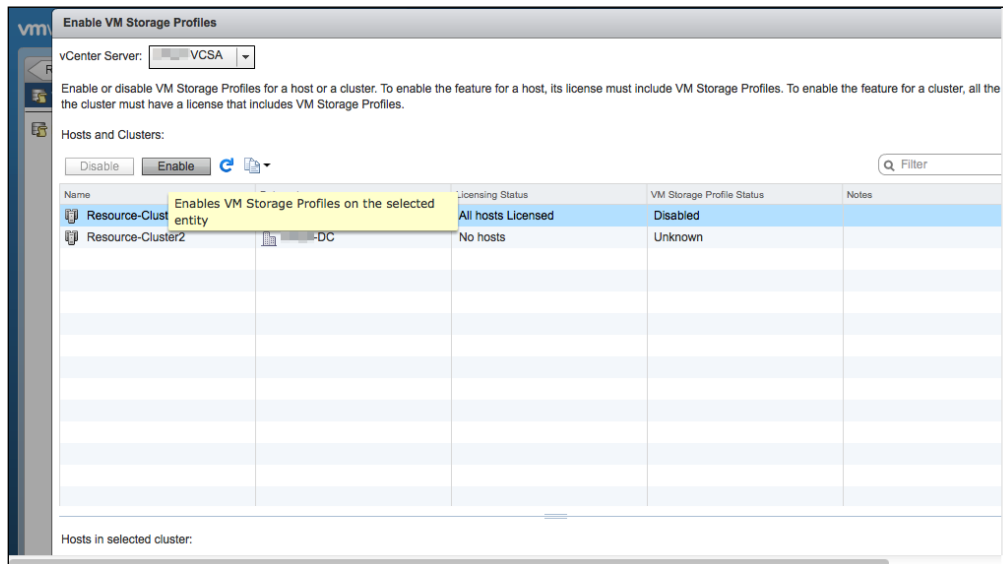 vm
Enable VM Storage Profiles
vCenter Server: VCSA
R
Enable or disable VM Storage Profiles for a host or a cluster. To enable the feature for a host, its license must include VM Storage Profiles. To enable the feature for a cluster, all the
the cluster must have a license that includes VM Storage Profiles.
Hosts and Clusters:
Disable Enable Filter
Name Licensing Status VM Storage Profile Status Notes
Enables VM Storage Profiles on the selected
entity
Resource-Clust All hosts Licensed Disabled
Resource-Cluster2 -DC No hosts Unknown
Hosts in selected cluster: